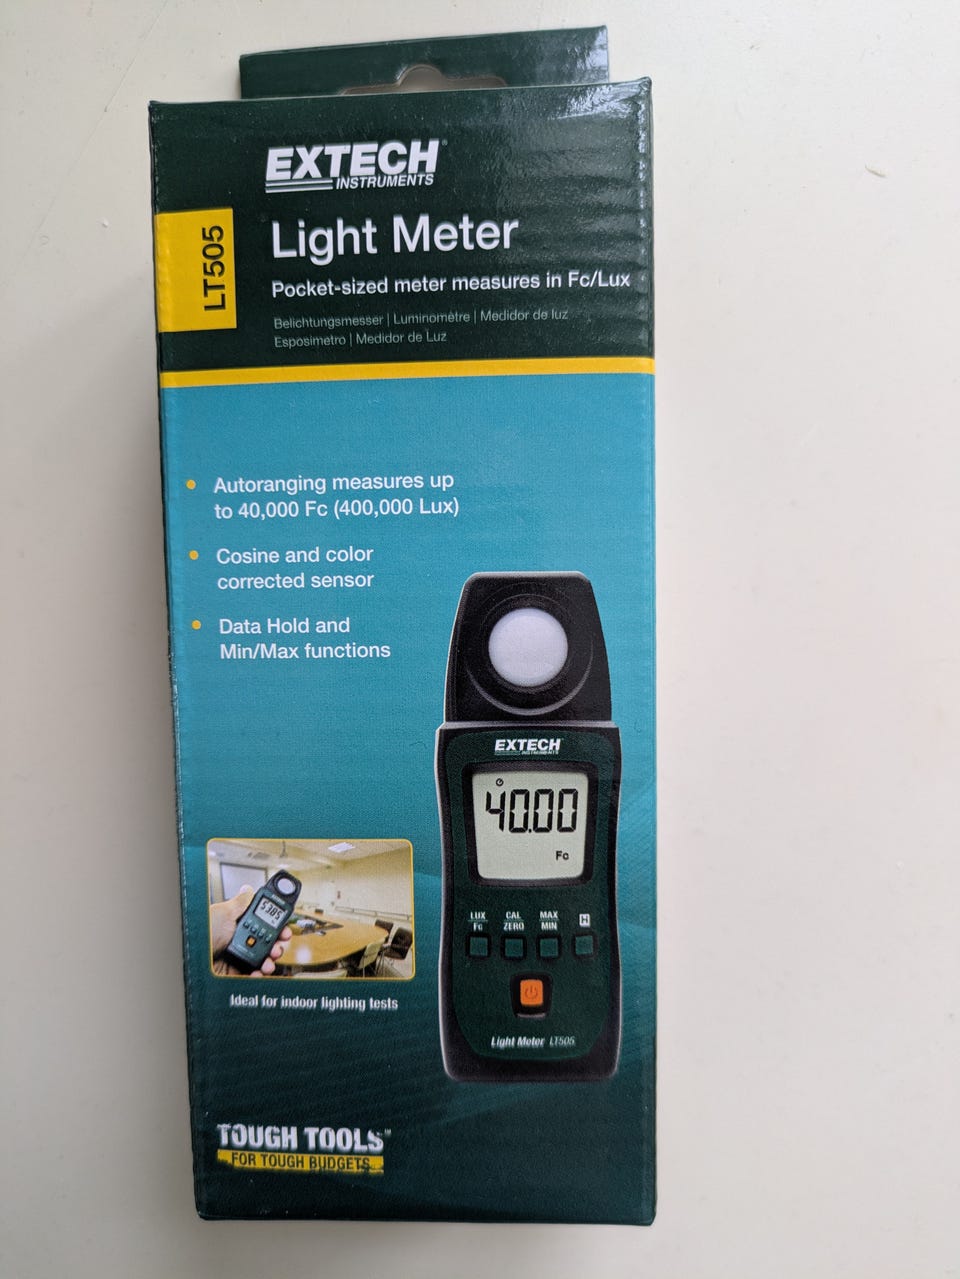 EXTECH®
INSTRUMENTS
LT505
Light Meter
Pocket-sized meter measures in Fc/Lux
Belichtungsmesser | Luminomètre | Medidor de luz
Esposimetro | Medidor de Luz
Autoranging measures up
to 40,000 Fc (400,000 Lux)
Cosine and color
corrected sensor
Data Hold and
Min/Max functions
EXTECH
INSTRUMENTS
40.00
Fc
LUX
Fc
CAL
ZERO
MAX
MIN
H
Light Meter LT505
Ideal for indoor lighting tests
TOUGH TOOLS™
FOR TOUGH BUDGETS